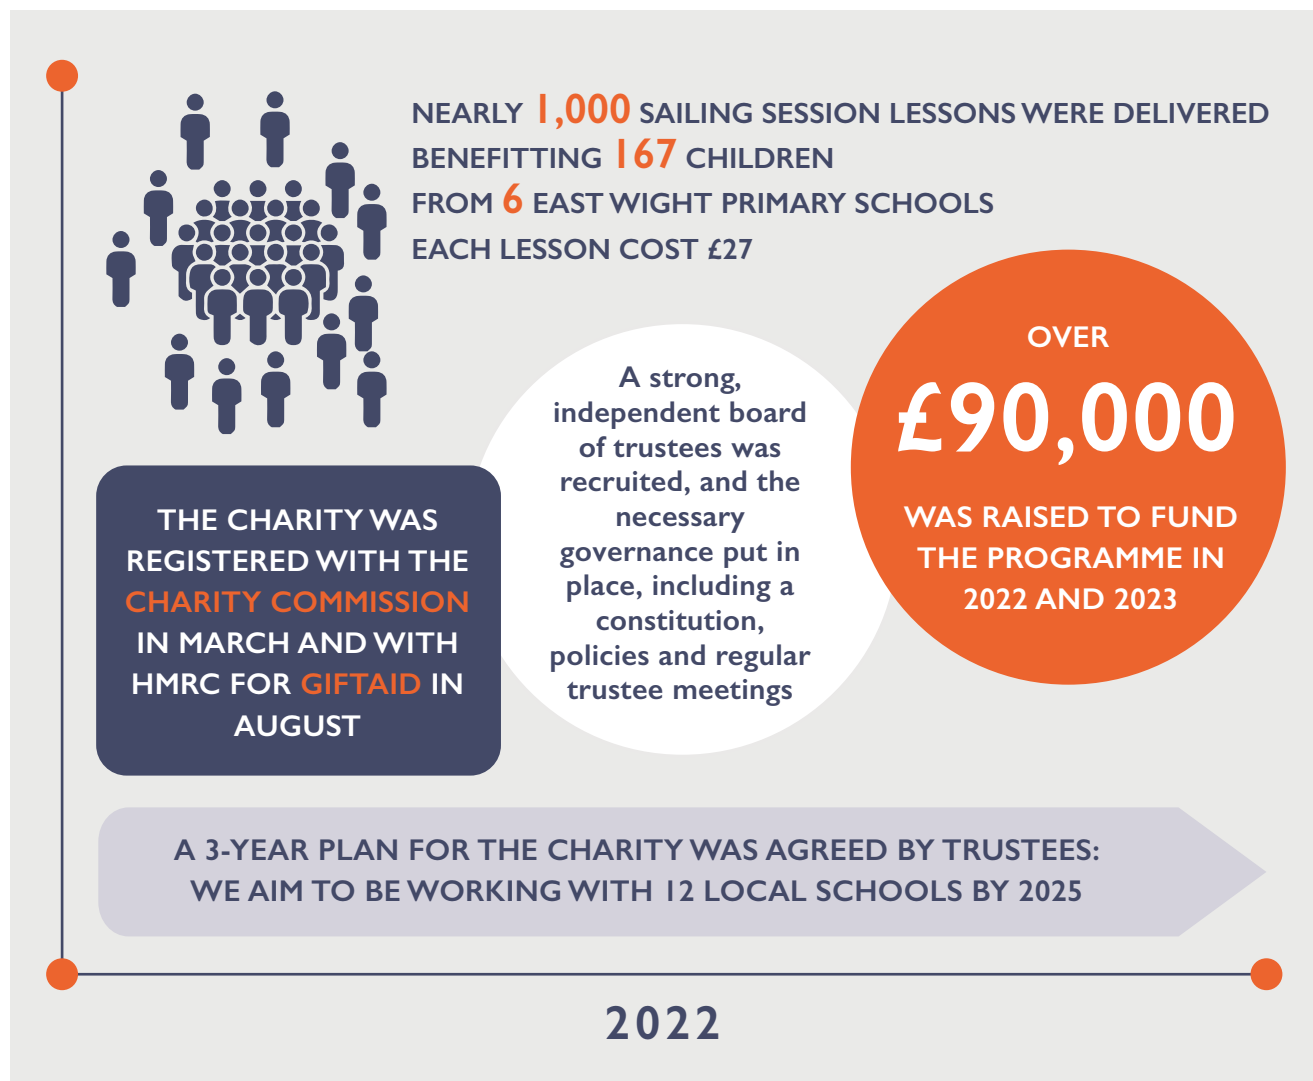 NEARLY 1,000 SAILING SESSION LESSONS WERE DELIVERED
BENEFITTING 167 CHILDREN
FROM 6 EAST WIGHT PRIMARY SCHOOLS
EACH LESSON COST £27
THE CHARITY WAS
REGISTERED WITH THE
CHARITY COMMISSION
IN MARCH AND WITH
HMRC FOR GIFTAID IN
AUGUST
A strong,
independent board
of trustees was
recruited, and the
necessary
governance put in
place, including a
constitution,
policies and regular
trustee meetings
OVER
£90,000
WAS RAISED TO FUND
THE PROGRAMME IN
2022 AND 2023
A 3-YEAR PLAN FOR THE CHARITY WAS AGREED BY TRUSTEES:
WE AIM TO BE WORKING WITH 12 LOCAL SCHOOLS BY 2025
2022